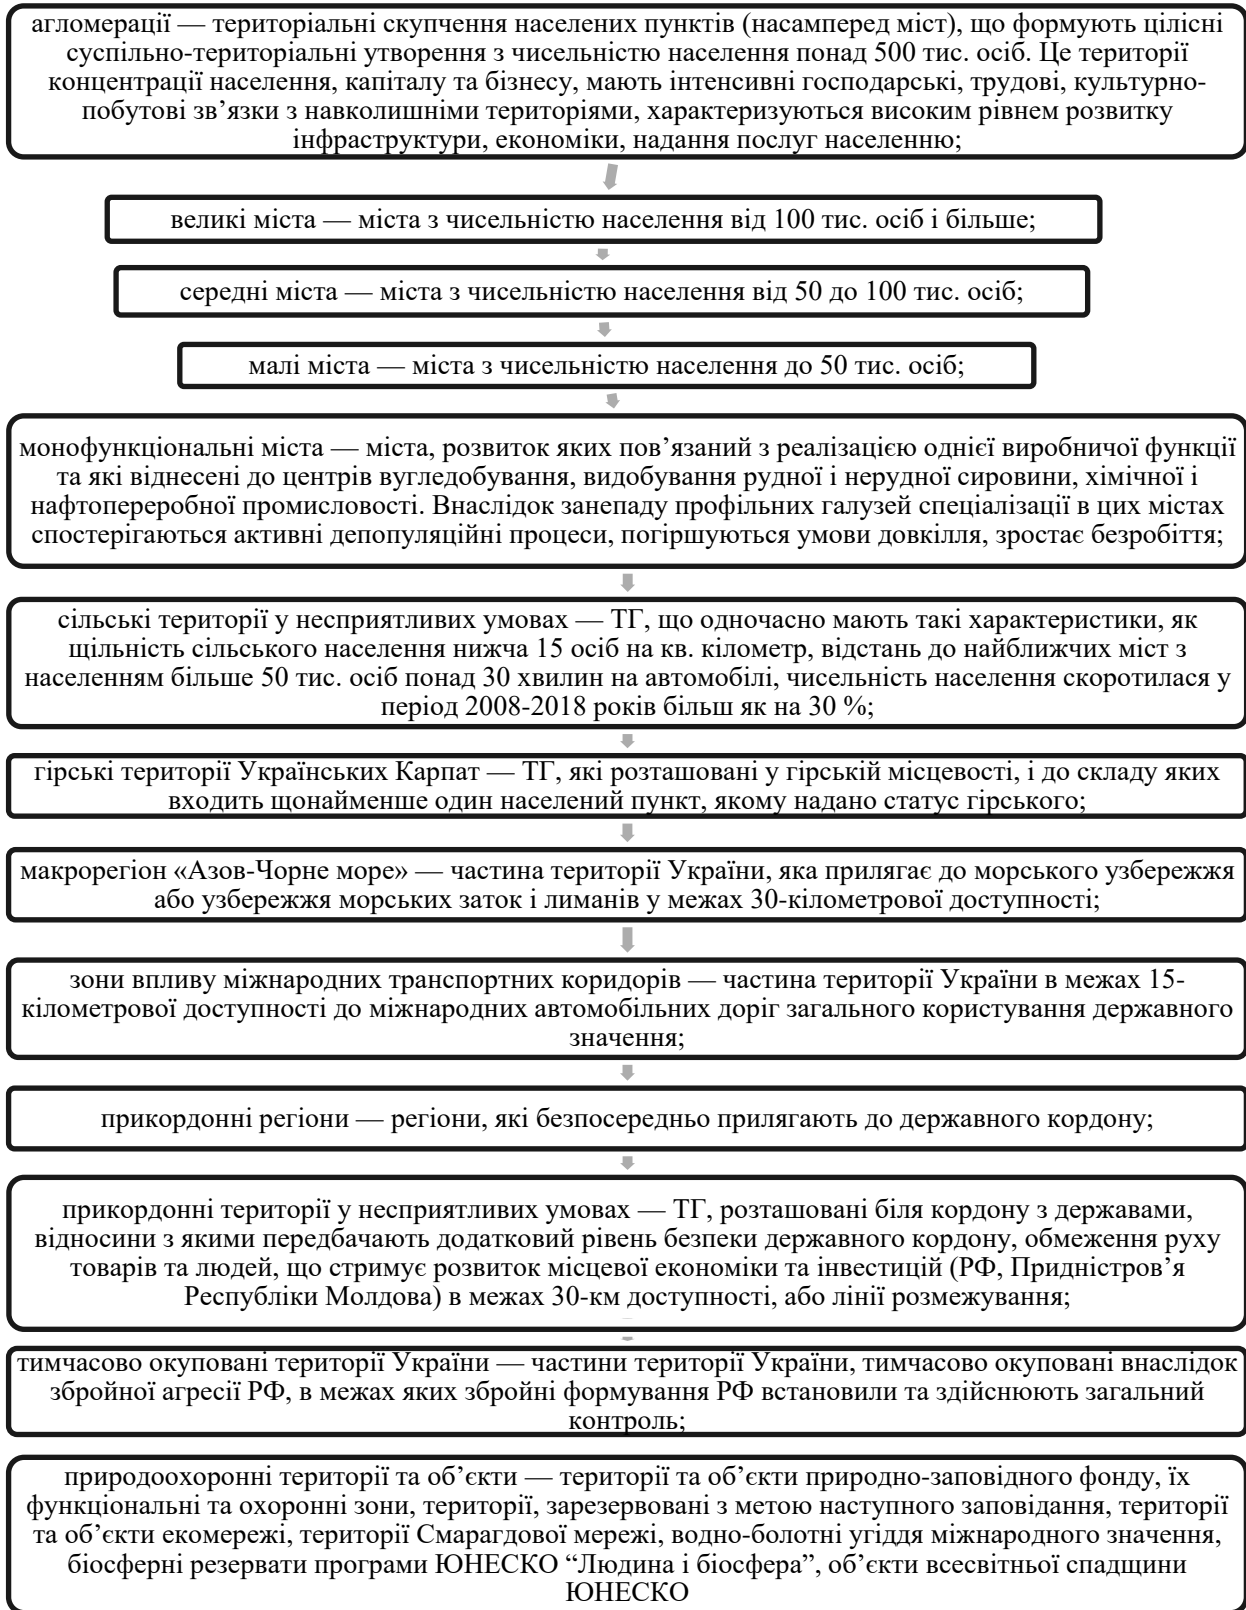 агломерації — територіальні скупчення населених пунктів (насамперед міст), що формують цілісні
суспільно-територіальні утворення з чисельністю населення понад 500 тис. осіб. Це території
концентрації населення, капіталу та бізнесу, мають інтенсивні господарські, трудові, культурно-
побутові зв’язки з навколишніми територіями, характеризуються високим рівнем розвитку
інфраструктури, економіки, надання послуг населенню;
великі міста — міста з чисельністю населення від 100 тис. осіб і більше;
середні міста — міста з чисельністю населення від 50 до 100 тис. осіб;
малі міста — міста з чисельністю населення до 50 тис. осіб;
монофункціональні міста — міста, розвиток яких пов’язаний з реалізацією однієї виробничої функції
та які віднесені до центрів вугледобування, видобування рудної і нерудної сировини, хімічної і
нафтопереробної промисловості. Внаслідок занепаду профільних галузей спеціалізації в цих містах
спостерігаються активні депопуляційні процеси, погіршуються умови довкілля, зростає безробіття;
сільські території у несприятливих умовах — ТГ, що одночасно мають такі характеристики, як
щільність сільського населення нижча 15 осіб на кв. кілометр, відстань до найближчих міст з
населенням більше 50 тис. осіб понад 30 хвилин на автомобілі, чисельність населення скоротилася у
період 2008-2018 років більш як на 30 %;
гірські території Українських Карпат — ТГ, які розташовані у гірській місцевості, і до складу яких
входить щонайменше один населений пункт, якому надано статус гірського;
макрорегіон «Азов-Чорне море» — частина території України, яка прилягає до морського узбережжя
або узбережжя морських заток і лиманів у межах 30-кілометрової доступності;
зони впливу міжнародних транспортних коридорів — частина території України в межах 15-
кілометрової доступності до міжнародних автомобільних доріг загального користування державного
значення;
прикордонні регіони — регіони, які безпосередньо прилягають до державного кордону;
прикордонні території у несприятливих умовах — ТГ, розташовані біля кордону з державами,
відносини з якими передбачають додатковий рівень безпеки державного кордону, обмеження руху
товарів та людей, що стримує розвиток місцевої економіки та інвестицій (РФ, Придністров’я
Республіки Молдова) в межах 30-км доступності, або лінії розмежування;
тимчасово окуповані території України — частини території України, тимчасово окуповані внаслідок
збройної агресії РФ, в межах яких збройні формування РФ встановили та здійснюють загальний
контроль;
природоохоронні території та об’єкти — території та об’єкти природно-заповідного фонду, їх
функціональні та охоронні зони, території, зарезервовані з метою наступного заповідання, території
та об’єкти екомережі, території Смарагдової мережі, водно-болотні угіддя міжнародного значення,
біосферні резервати програми ЮНЕСКО “Людина і біосфера”, об’єкти всесвітньої спадщини
ЮНЕСКО